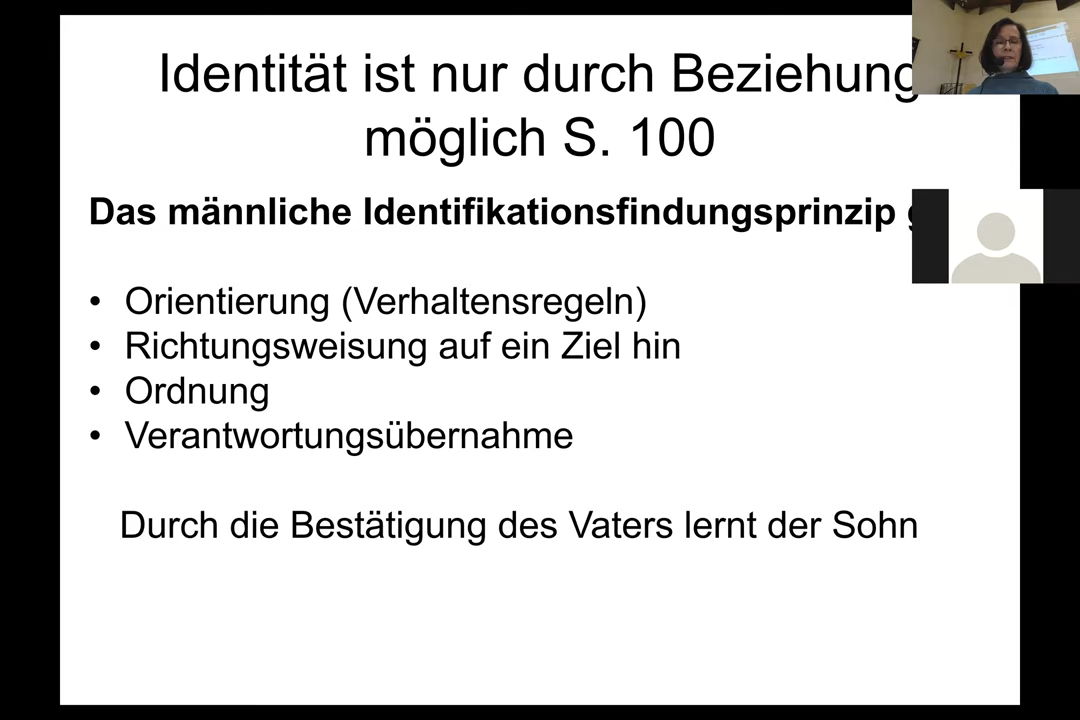 Identität ist nur durch Beziehung
möglich S. 100
Das männliche Identifikationsfindungsprinzip
• Orientierung (Verhaltensregeln)
• Richtungsweisung auf ein Ziel hin
• Ordnung
• Verantwortungsübernahme
Durch die Bestätigung des Vaters lernt der Sohn